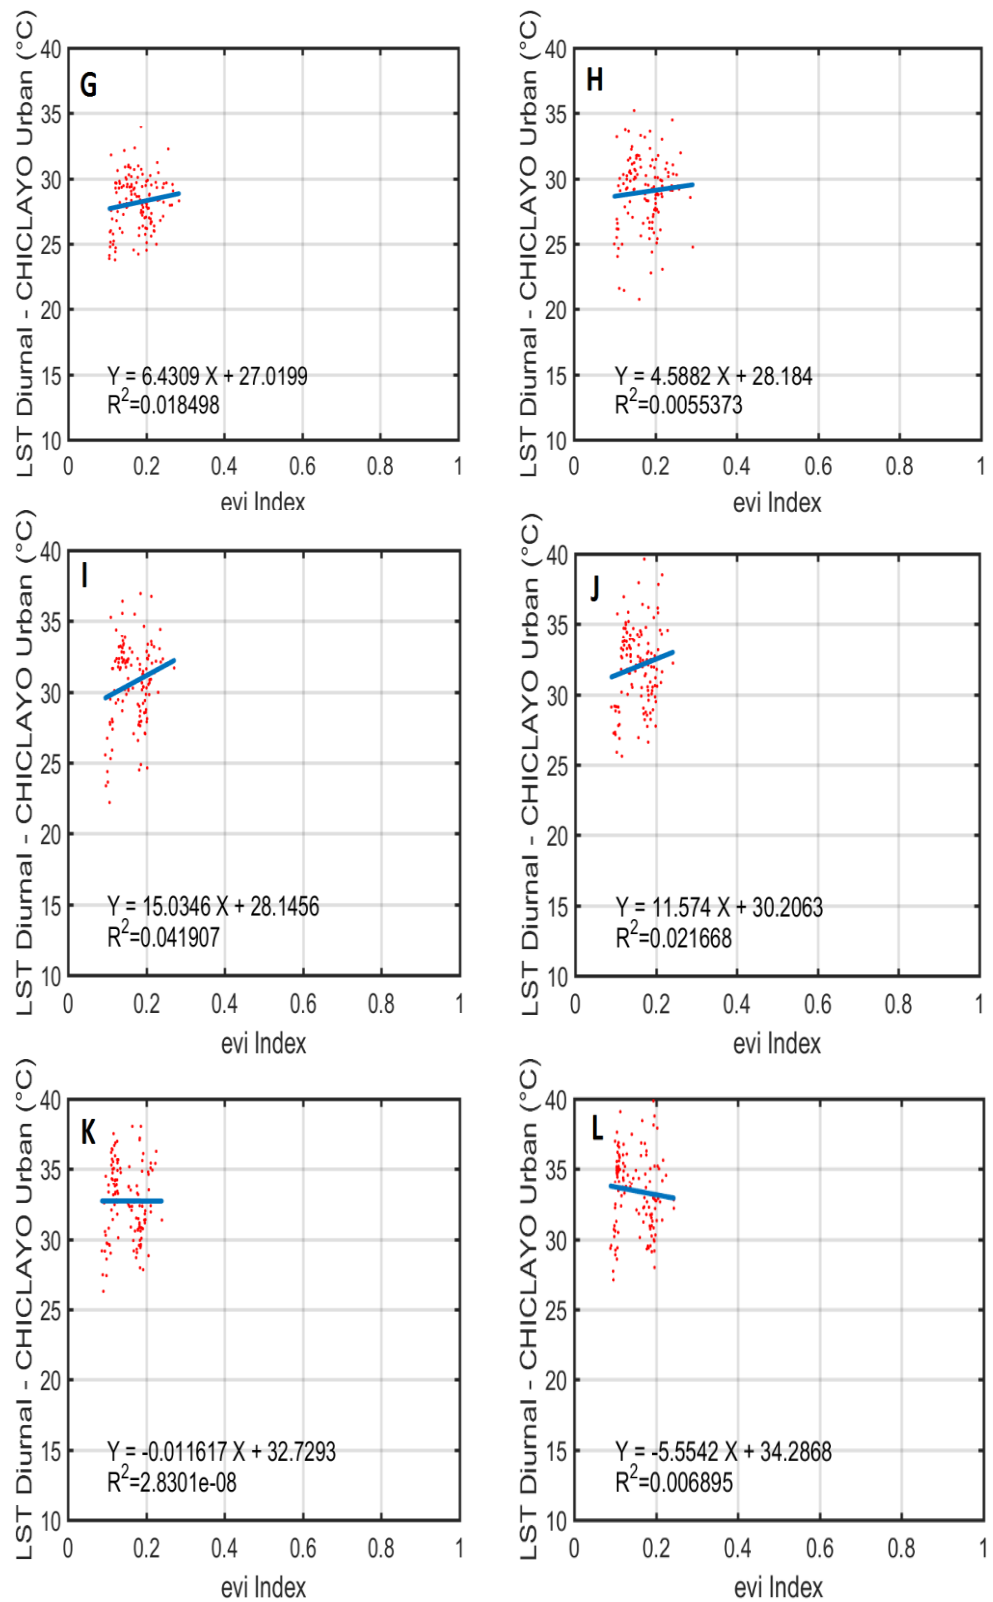 LST Diurnal - CHICLAYO Urban (°C)
G
40
35
30
25
20
15
10
Y = 6.4309 X + 27.0199
R²=0.018498
0 0.2 0.4 0.6 0.8 1
evi Index
LST Diurnal - CHICLAYO Urban (°C)
H
40
35
30
25
20
15
10
Y = 4.5882 X + 28.184
R²=0.0055373
0 0.2 0.4 0.6 0.8 1
evi Index
LST Diurnal - CHICLAYO Urban (°C)
I
40
35
30
25
20
15
10
Y = 15.0346 X + 28.1456
R²=0.041907
0 0.2 0.4 0.6 0.8 1
evi Index
LST Diurnal - CHICLAYO Urban (°C)
J
40
35
30
25
20
15
10
Y = 11.574 X + 30.2063
R²=0.021668
0 0.2 0.4 0.6 0.8 1
evi Index
LST Diurnal - CHICLAYO Urban (°C)
K
40
35
30
25
20
15
10
Y = -0.011617 X + 32.7293
R²=2.8301e-08
0 0.2 0.4 0.6 0.8 1
evi Index
LST Diurnal - CHICLAYO Urban (°C)
L
40
35
30
25
20
15
10
Y = -5.5542 X + 34.2868
R²=0.006895
0 0.2 0.4 0.6 0.8 1
evi Index